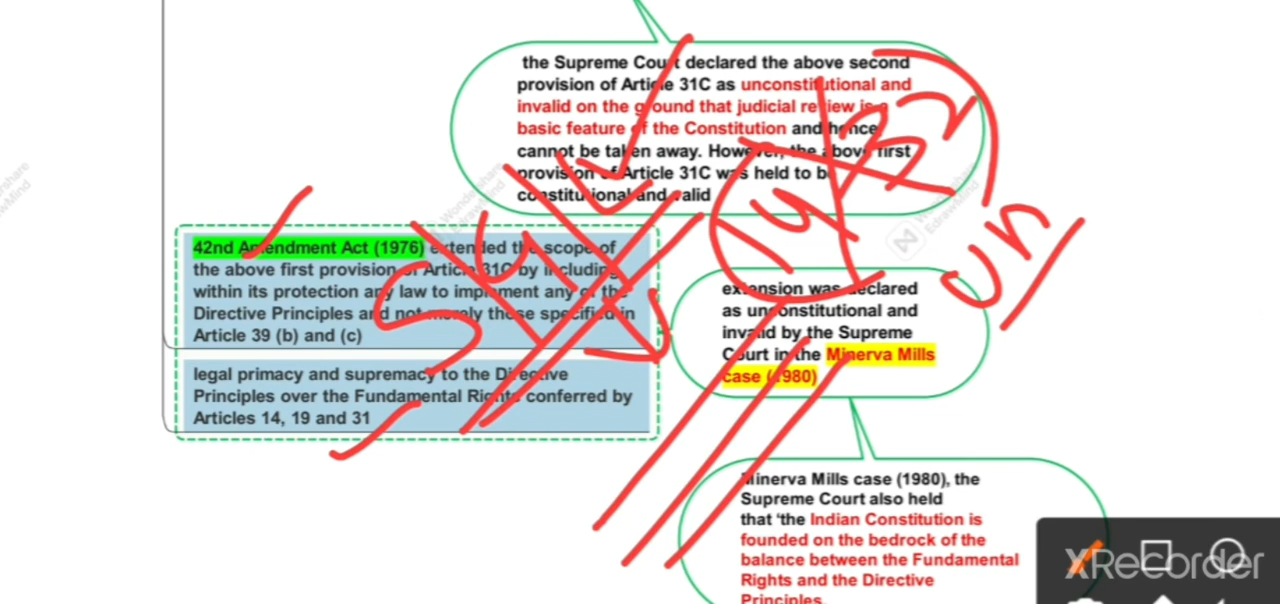 the Supreme Court declared the above second
provision of Article 31C as unconstitutional and
invalid on the ground that judicial review is a
basic feature of the Constitution and hence
cannot be taken away. However, the above first
provision of Article 31C was held to be
constitutional and valid
42nd Amendment Act (1976) extended the scope of
the above first provision of Article 31C by including
within its protection any law to implement any of the
Directive Principles and not merely those specified in
Article 39 (b) and (c)
legal primacy and supremacy to the Directive
Principles over the Fundamental Rights conferred by
Articles 14, 19 and 31
extension was declared
as unconstitutional and
invalid by the Supreme
Court in the Minerva Mills
case (1980)
Minerva Mills case (1980), the
Supreme Court also held
that ‘the Indian Constitution is
founded on the bedrock of the
balance between the Fundamental
Rights and the Directive
Principles.
Wondershare
EdrawMind
XRecorder